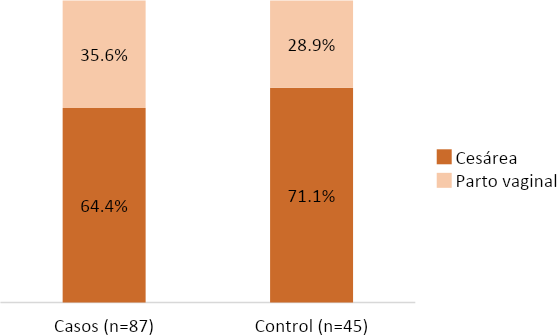 35.6%
28.9%
64.4%
71.1%
Cesárea
Parto vaginal
Casos (n=87)
Control (n=45)